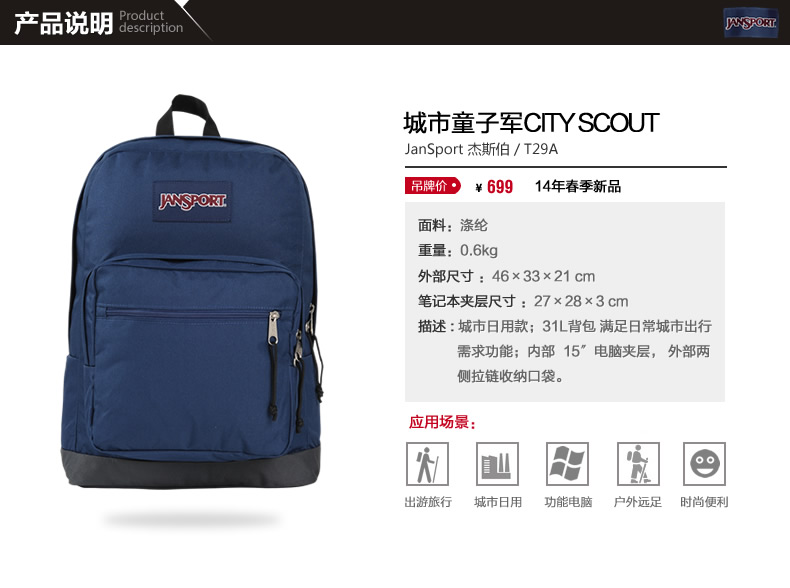 产品说明
Product
description
JANSPORT
城市童子军CITY SCOUT
JanSport 杰斯伯 / T29A
吊牌价 ¥ 699 14年春季新品
JANSPORT
面料：涤纶
重量：0.6kg
外部尺寸 ：46×33×21 cm
笔记本夹层尺寸 ：27×28×3 cm
描述 : 城市日用款；31L背包 满足日常城市出行
需求功能；内部 15〞电脑夹层， 外部两
侧拉链收纳口袋。
应用场景：
出游旅行 城市日用 功能电脑 户外远足 时尚便利